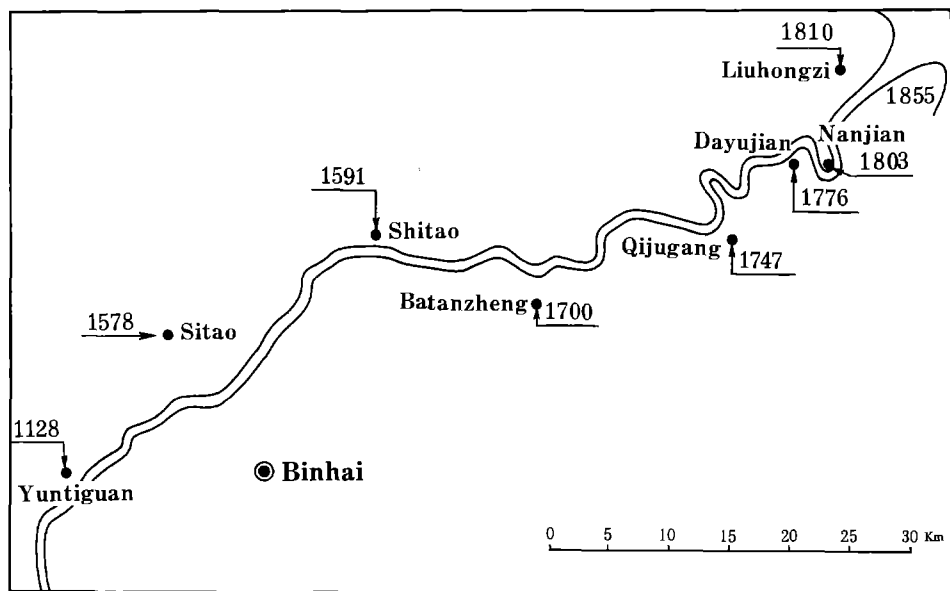 1810
Liuhongzi
1855
Dayujian
Nanjian
1803
1776
1591
Shitao
Qijugang
1747
Batanzheng
1700
1578
Sitao
1128
Yuntiguan
Binhai
0 5 10 15 20 25 30 Km